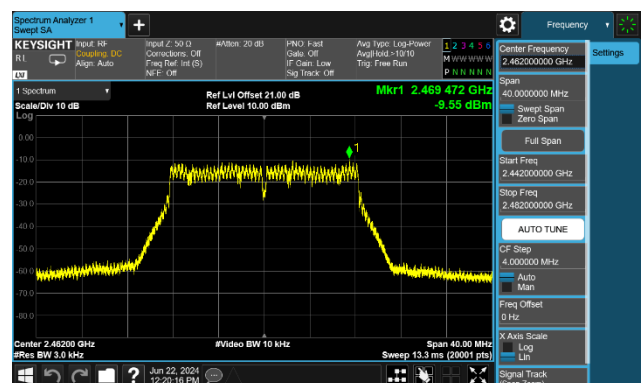 Spectrum Analyzer 1
Swept SA
Frequency
KEYSIGHT
RL
LXI
Input: RF
Coupling: DC
Align: Auto
Input Z: 50 Ω
Corrections: Off
Freq Ref: Int (S)
NFE: Off
#Atten: 20 dB
PNO: Fast
Gate: Off
IF Gain: Low
Sig Track: Off
Avg Type: Log-Power
Avg|Hold:>10/10
Trig: Free Run
1 2 3 4 5 6
M W W W W W
P N N N N N
1 Spectrum
Scale/Div 10 dB
Log
Ref Lvl Offset 21.00 dB
Ref Level 10.00 dBm
Mkr1 2.469 472 GHz
-9.55 dBm
1
0.00
-10.0
-20.0
-30.0
-40.0
-50.0
-60.0
-70.0
-80.0
Center 2.46200 GHz
#Res BW 3.0 kHz
#Video BW 10 kHz
Span 40.00 MHz
Sweep 13.3 ms (20001 pts)
Jun 22, 2024
12:20:16 PM
Center Frequency
2.462000000 GHz
Settings
Span
40.0000000 MHz
Swept Span
Zero Span
Full Span
Start Freq
2.442000000 GHz
Stop Freq
2.482000000 GHz
AUTO TUNE
CF Step
4.000000 MHz
Auto
Man
Freq Offset
0 Hz
X Axis Scale
Log
Lin
Signal Track